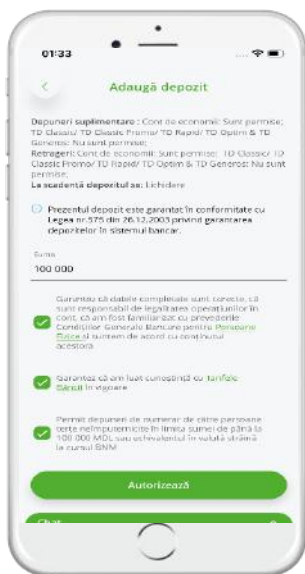 01:33
Adaugă depozit
Depuneri suplimentare : Cont de economii: Sunt permise;
TD Classic/ TD Classic Promo/ TD Rapid/ TD Optim & TD
Generos: Nu sunt permise;
Retrageri: Cont de economii: Sunt permise; TD Classic/ TD
Classic Promo/ TD Rapid/ TD Optim & TD Generos: Nu sunt
permise;
La scadență depozitul se: Lichidare
Prezentul depozit este garantat în conformitate cu
Legea nr.575 din 26.12.2003 privind garantarea
depozitelor în sistemul bancar.
Suma
100 000
Garantez că datele completate sunt corecte, că
sunt responsabil de legalitatea operațiunilor în
cont, că am fost familiarizat cu prevederile
Condițiilor Generale Bancare pentru Persoane
Fizice și suntem de acord cu conținutul
acestora
Garantez că am luat cunoștință cu Tarifele
Băncii în vigoare
Permit depuneri de numerar de către persoane
terțe neîmputernicite în limita sumei de până la
100 000 MDL sau echivalentul în valută străină
la cursul BNM
Autorizează
Chat